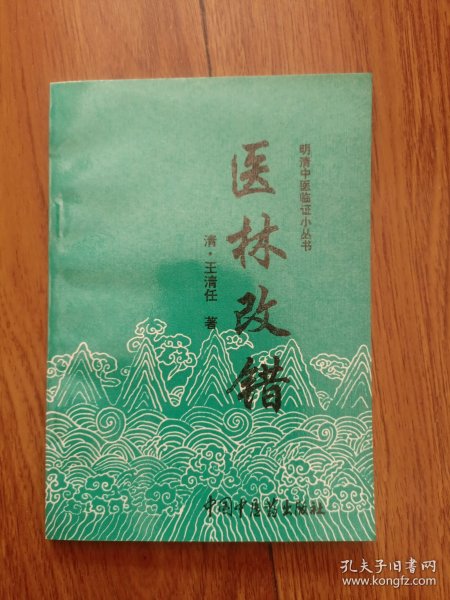 明清中医临证小丛书
医林改错
清·王清任 著
中国中医药出版社
孔夫子旧书网
www.kongfz.com